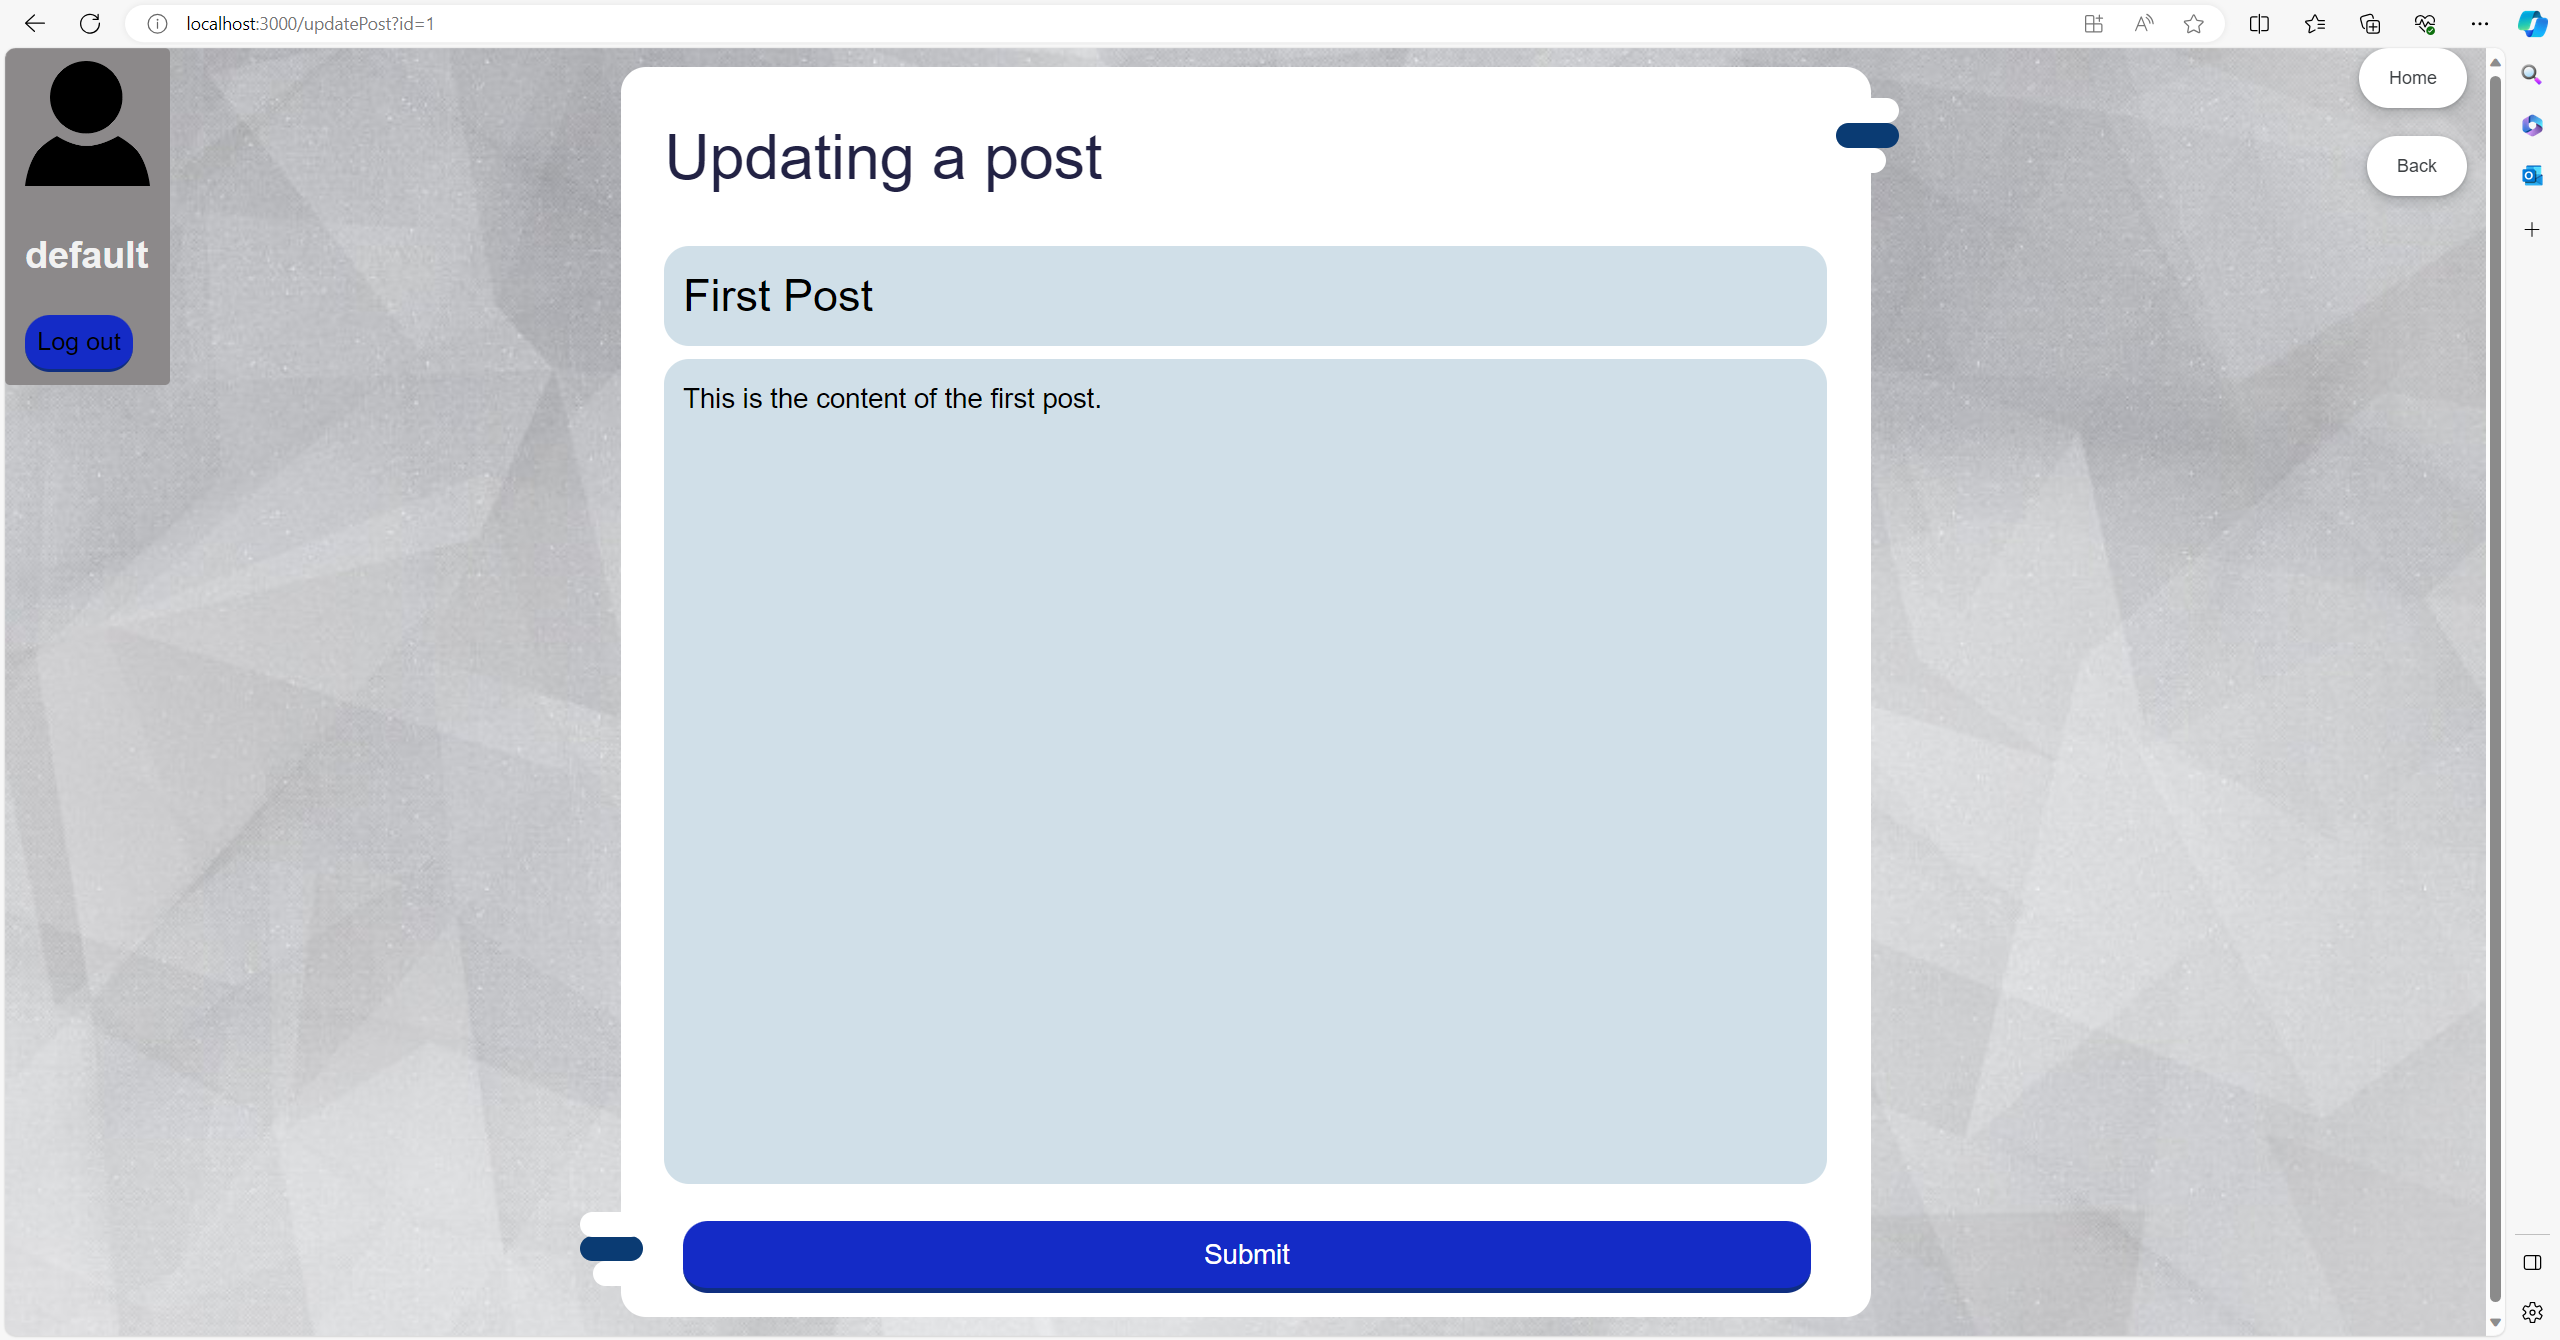 localhost:3000/updatePost?id=1
Home
Back
default
Log out
Updating a post
First Post
This is the content of the first post.
Submit